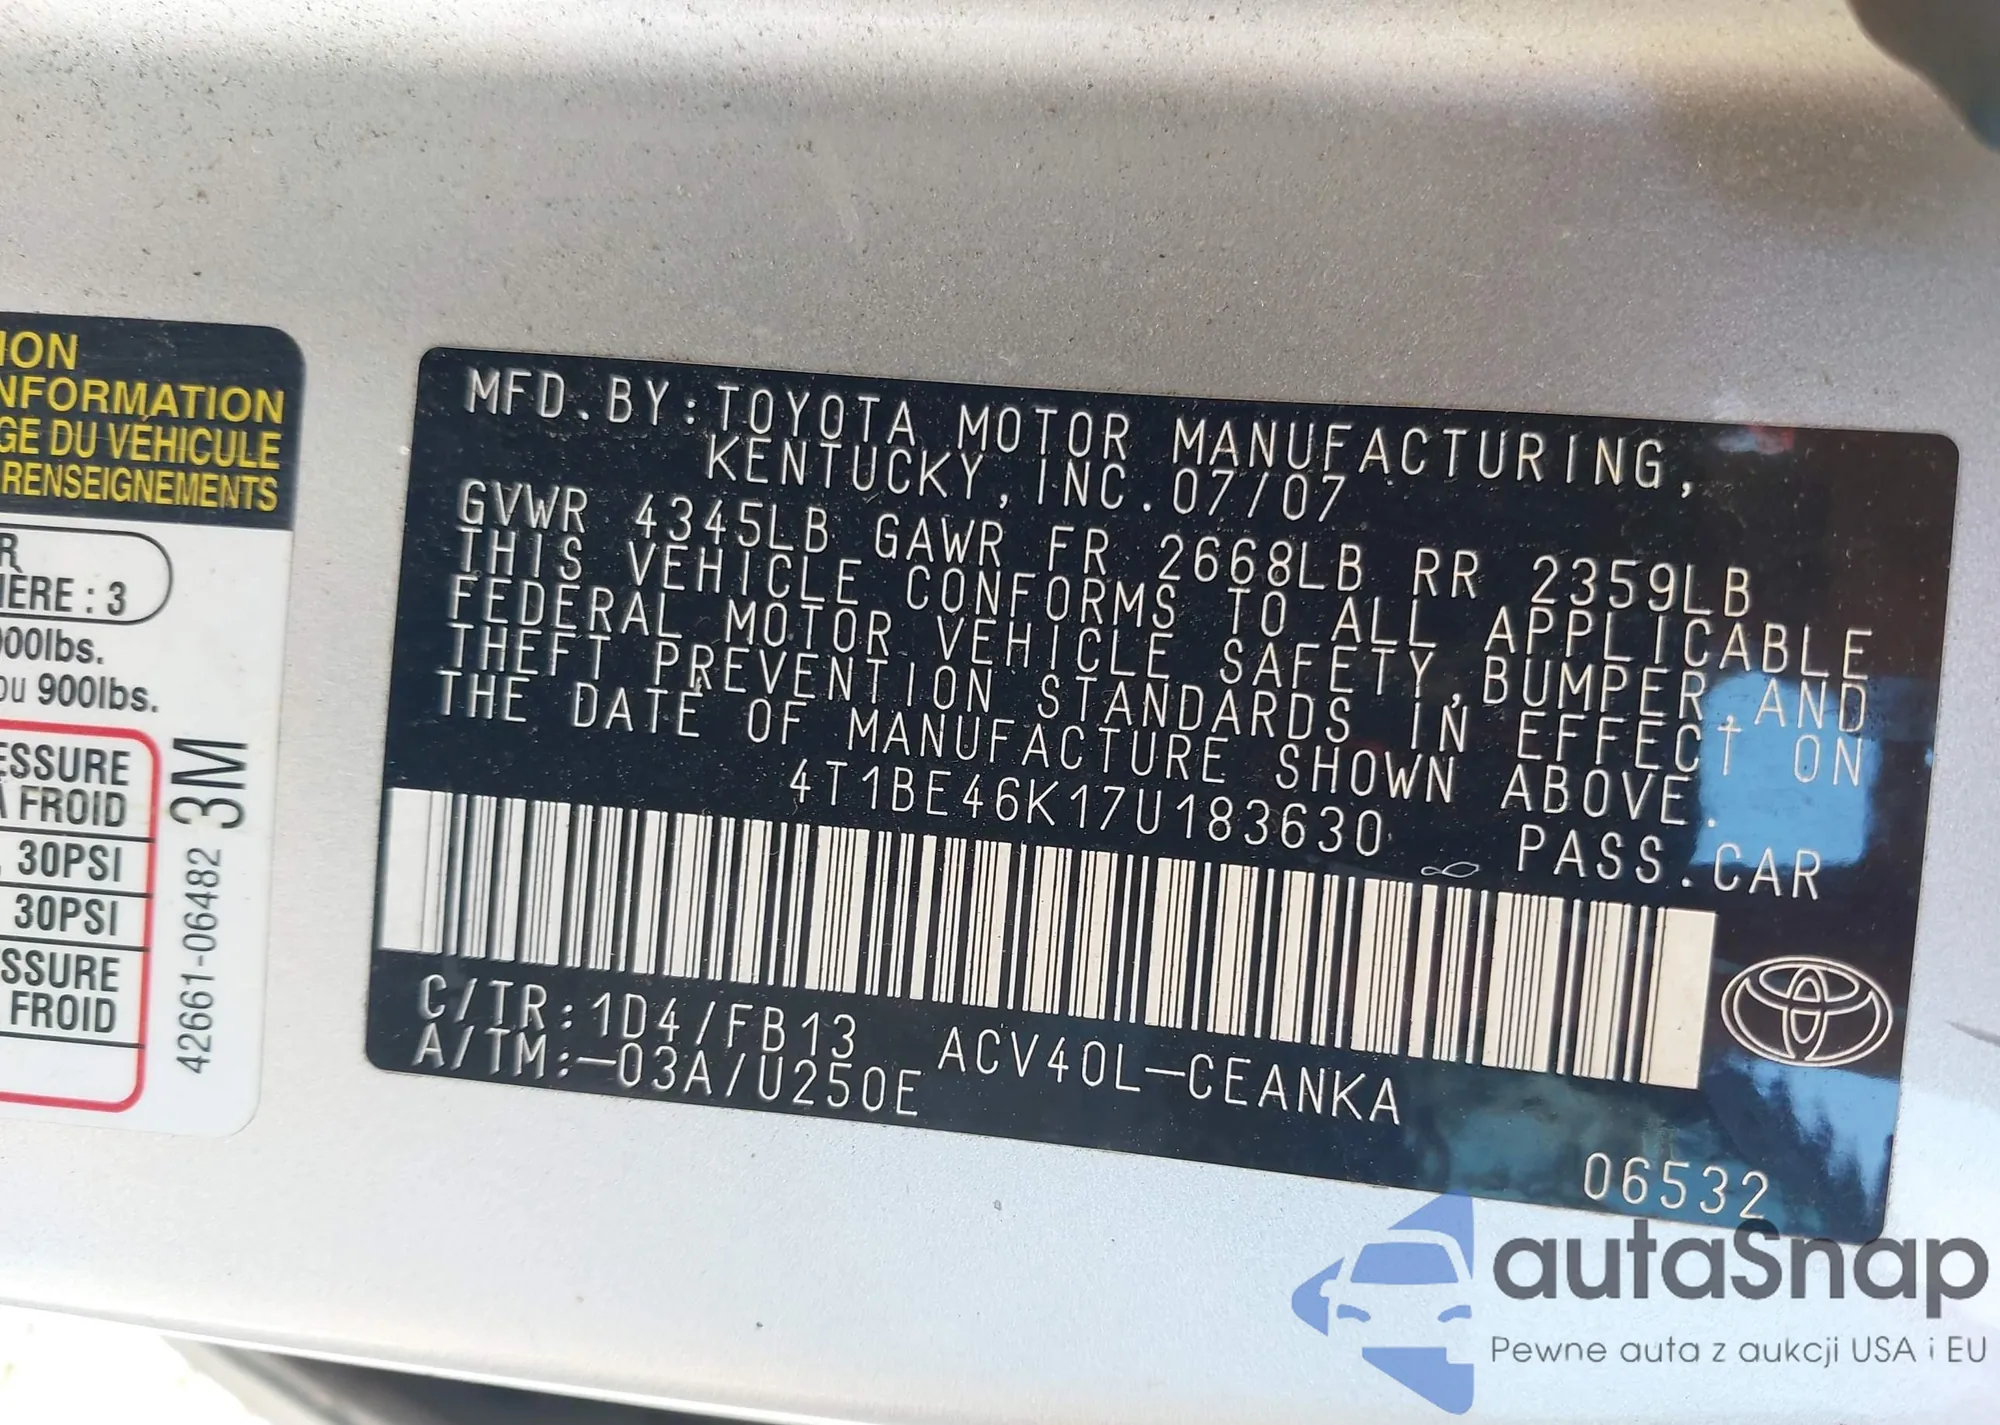 ION
NFORMATION
GE DU VÉHICULE
RENSEIGNEMENTS
R
IÈRE : 3
00lbs.
ou 900lbs.
ESSURE
À FROID
30PSI
30PSI
SSURE
FROID
42661-06482 3M
MFD.BY:TOYOTA MOTOR MANUFACTURING,
KENTUCKY,INC.07/07
GVWR 4345LB GAWR FR 2668LB RR 2359LB
THIS VEHICLE CONFORMS TO ALL APPLICABLE
FEDERAL MOTOR VEHICLE SAFETY,BUMPER,AND
THEFT PREVENTION STANDARDS IN EFFECT ON
THE DATE OF MANUFACTURE SHOWN ABOVE.
4T1BE46K17U183630 PASS.CAR
C/TR:1D4/FB13 ACV40L-CEANKA
A/TM:-03A/U250E
06532
autaSnap
Pewne auta z aukcji USA i EU